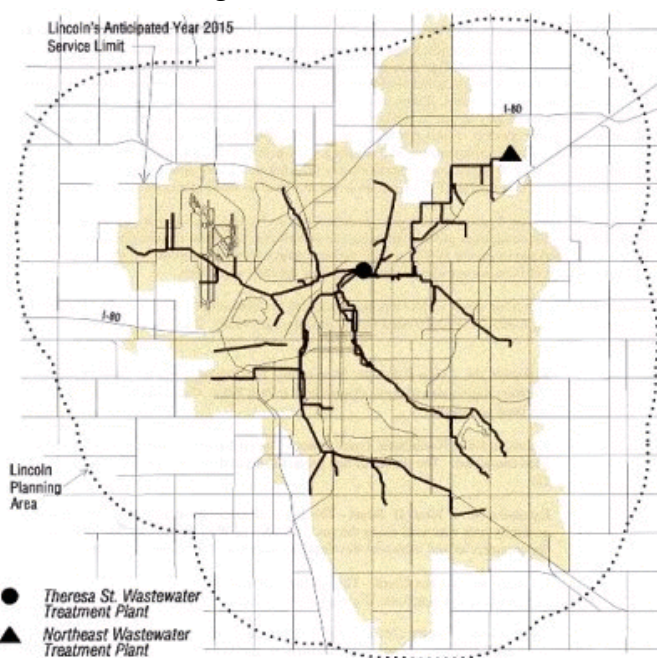 Lincoln's Anticipated Year 2015
Service Limit
I-80
I-80
Lincoln
Planning
Area
Theresa St. Wastewater
Treatment Plant
Northeast Wastewater
Treatment Plant